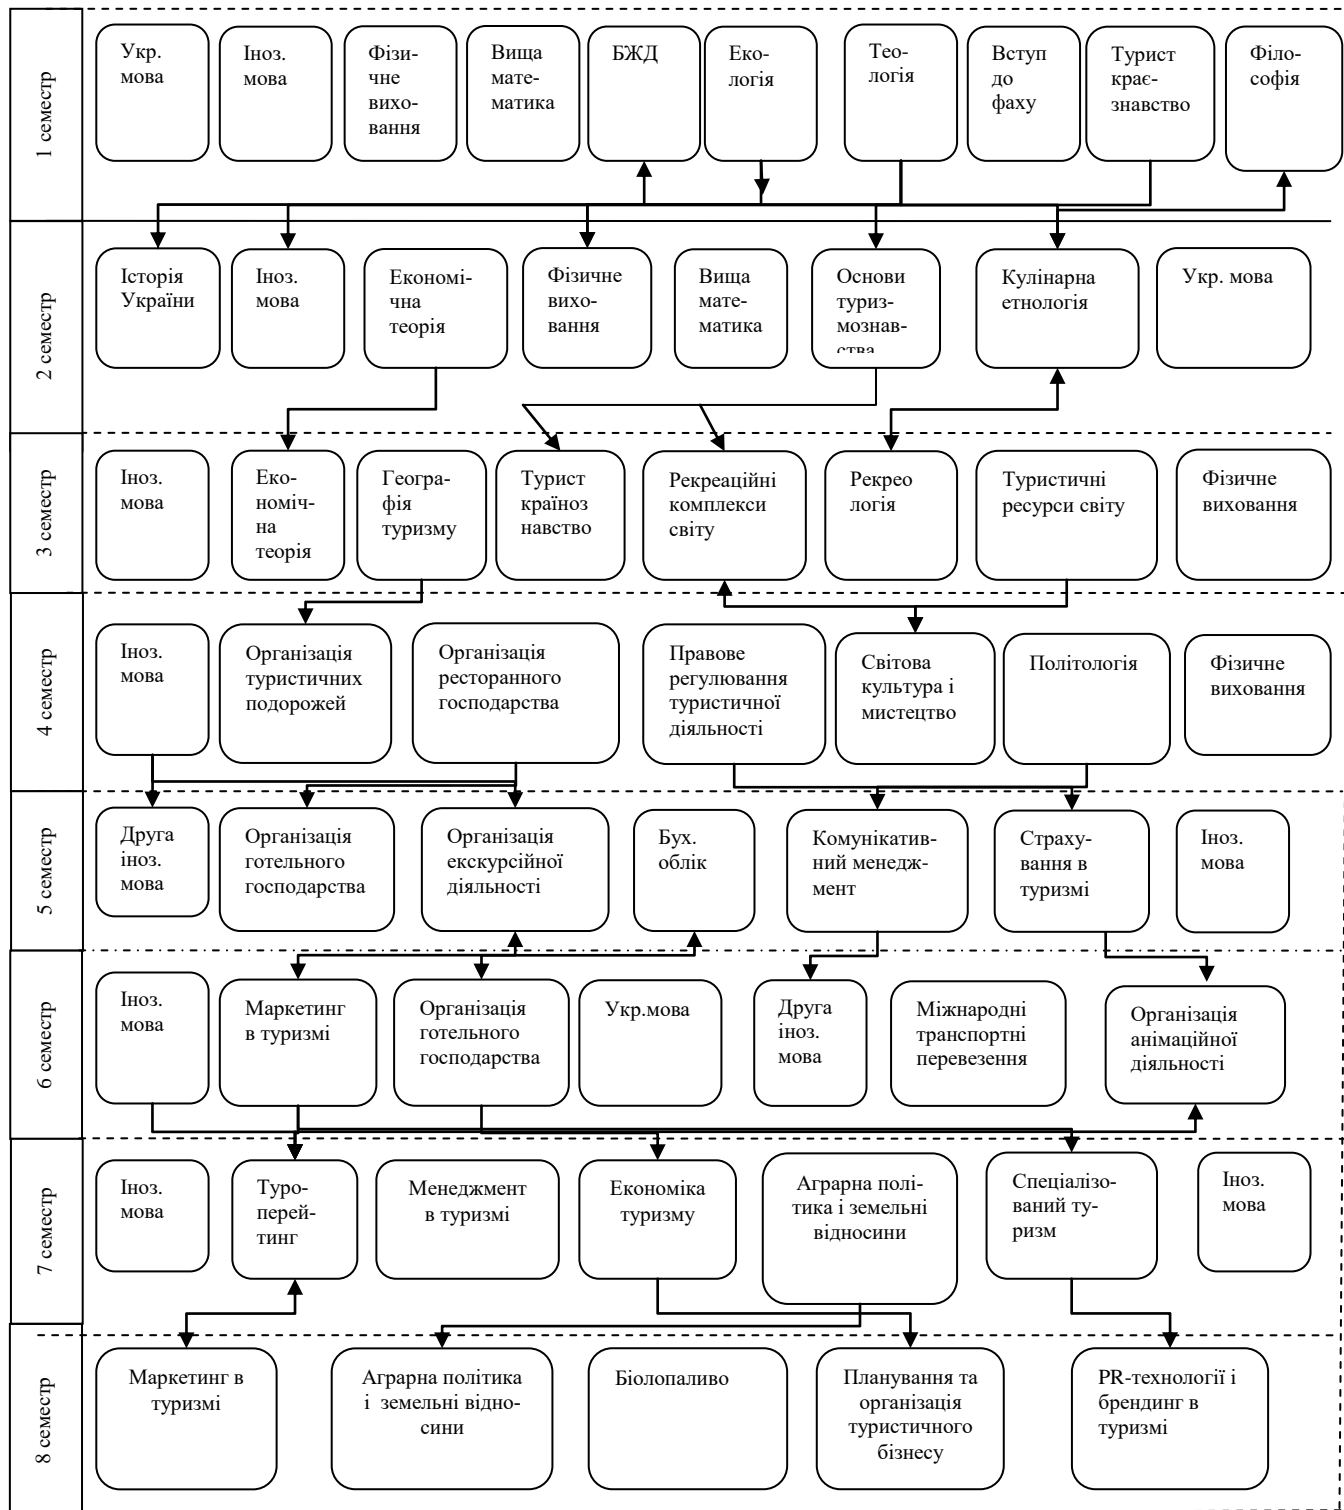 1 семестр
Укр.
мова
Іноз.
мова
Фізи-
чне
вихо-
вання
Вища
мате-
матика
БЖД
Еко-
логія
Тео-
логія
Вступ
до
фаху
Турист
крає-
знавство
Філо-
софія
2 семестр
Історія
України
Іноз.
мова
Економі-
чна
теорія
Фізичне
вихо-
вання
Вища
мате-
матика
Основи
туриз-
мознав-
ства
Кулінарна
етнологія
Укр. мова
3 семестр
Іноз.
мова
Еко-
номіч-
на
теорія
Геогра-
фія
туризму
Турист
країноз
навство
Рекреаційні
комплекси
світу
Рекрео
логія
Туристичні
ресурси світу
Фізичне
виховання
4 семестр
Іноз.
мова
Організація
туристичних
подорожей
Організація
ресторанного
господарства
Правове
регулювання
туристичної
діяльності
Світова
культура і
мистецтво
Політологія
Фізичне
виховання
5 семестр
Друга
іноз.
мова
Організація
готельного
господарства
Організація
екскурсійної
діяльності
Бух.
облік
Комунікатив-
ний менедж-
мент
Страху-
вання в
туризмі
Іноз.
мова
6 семестр
Іноз.
мова
Маркетинг
в туризмі
Організація
готельного
господарства
Укр.мова
Друга
іноз.
мова
Міжнародні
транспортні
перевезення
Організація
анімаційної
діяльності
7 семестр
Іноз.
мова
Туро-
перей-
тинг
Менеджмент
в туризмі
Економіка
туризму
Аграрна полі-
тика і земельні
відносини
Спеціалізо-
ваний ту-
ризм
Іноз.
мова
8 семестр
Маркетинг в
туризмі
Аграрна політика
і земельні відно-
сини
Біолопаливо
Планування та
організація
туристичного
бізнесу
PR-технології і
брендинг в
туризмі